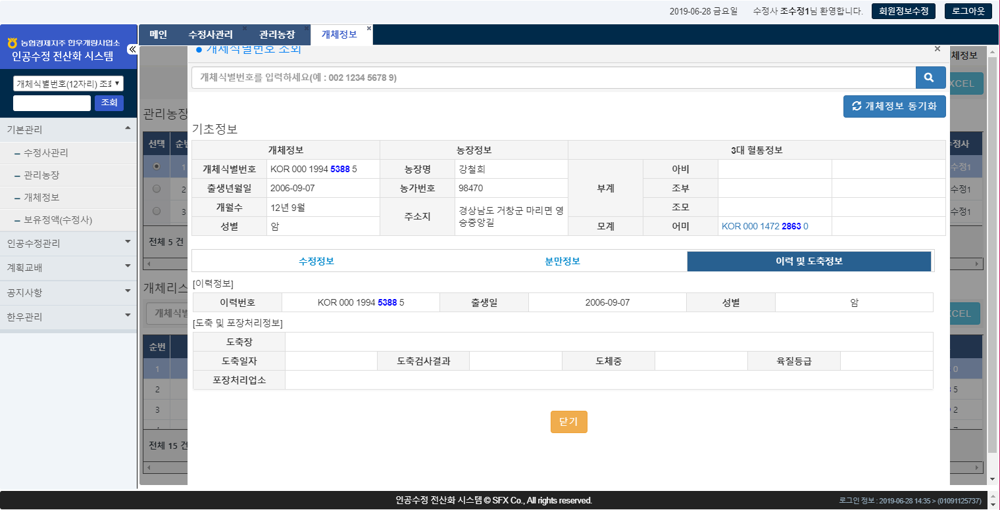 2019-06-28 금요일 수정사 조수정1님 환영합니다. 회원정보수정 로그아웃
농협경제지주 한우개량사업소
인공수정 전산화 시스템
메인 수정사관리 × 관리농장 × 개체정보 ×
개체식별번호(12자리) 조회
조회
기본관리
수정사관리
관리농장
개체정보
보유정액(수정사)
인공수정관리
계획교배
공지사항
한우관리
개체식별번호 조회 ×
체정보
개체식별번호를 입력하세요(예 : 002 1234 5678 9)
개체정보 동기화
관리농장
선택
1
2
3
전체 5 건
수정1
수정1
수정1
기초정보
개체정보 농장정보 3대 혈통정보
개체식별번호 KOR 000 1994 5388 5 농장명 강철희 부계 아비
출생년월일 2006-09-07 농가번호 98470 조부
개월수 12년 9월 주소지 경상남도 거창군 마리면 영
송중앙길 조모
성별 암 모계 어미 KOR 000 1472 2863 0
수정정보 분만정보 이력 및 도축정보
[이력정보]
이력번호 KOR 000 1994 5388 5 출생일 2006-09-07 성별 암
[도축 및 포장처리정보]
도축장
도축일자 도축검사결과 도체중 육질등급
포장처리업소
닫기
개체리스
개체식별
순번
1 0
2 5
3 2
전체 15 건
인공수정 전산화 시스템 © SFX Co., All rights reserved.
로그인 정보 : 2019-06-28 14:35 > (01091125737)